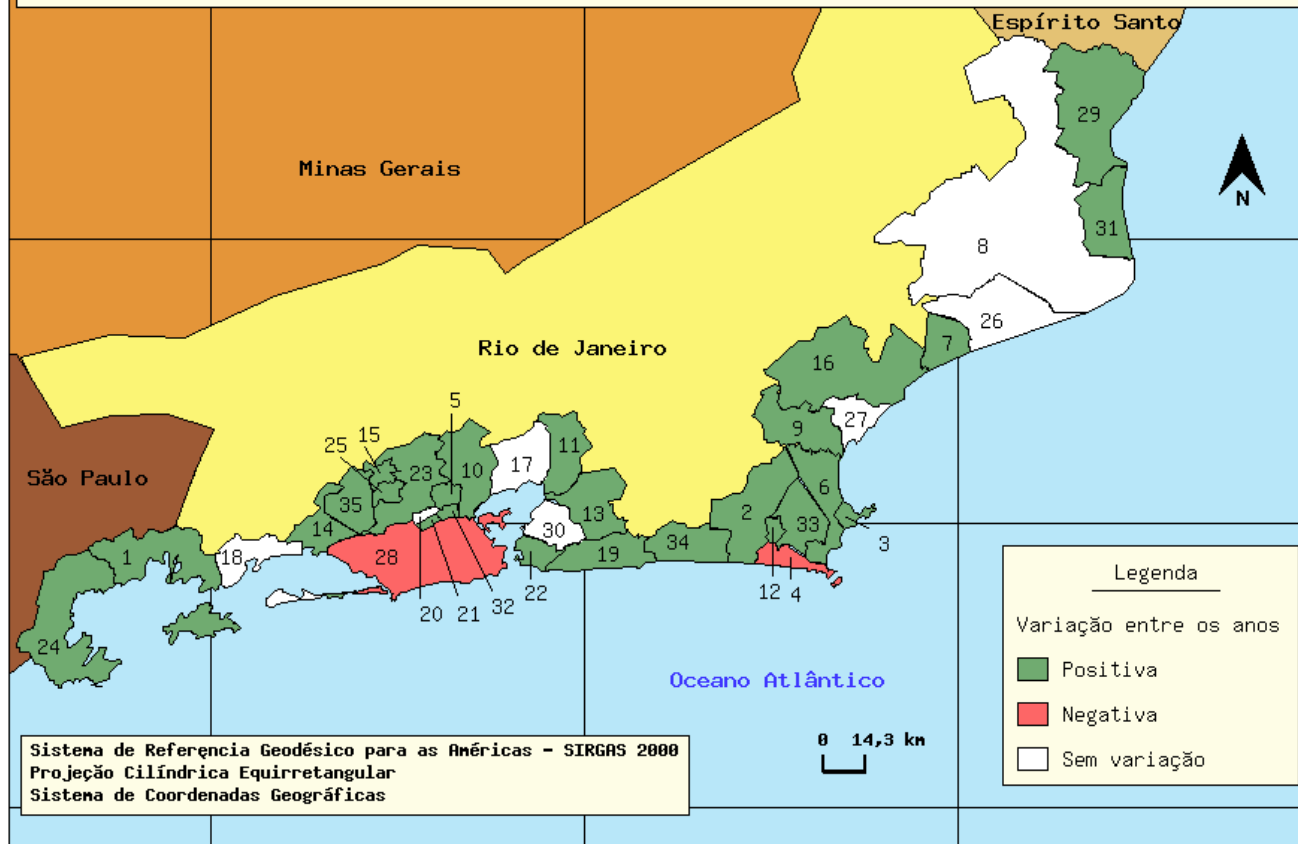 Espírito Santo
29
Minas Gerais
N
31
8
26
Rio de Janeiro
7
16
5
27
15
9
25
11
23
17
10
São Paulo
6
35
2
13
14
33
30
28
1
18
19
34
3
22
12
4
20
21
32
24
Legenda
Variação entre os anos
Positiva
Negativa
Sem variação
Oceano Atlântico
0 14,3 km
Sistema de Referençia Geodésico para as Américas - SIRGAS 2000
Projeção Cilíndrica Equirretangular
Sistema de Coordenadas Geográficas